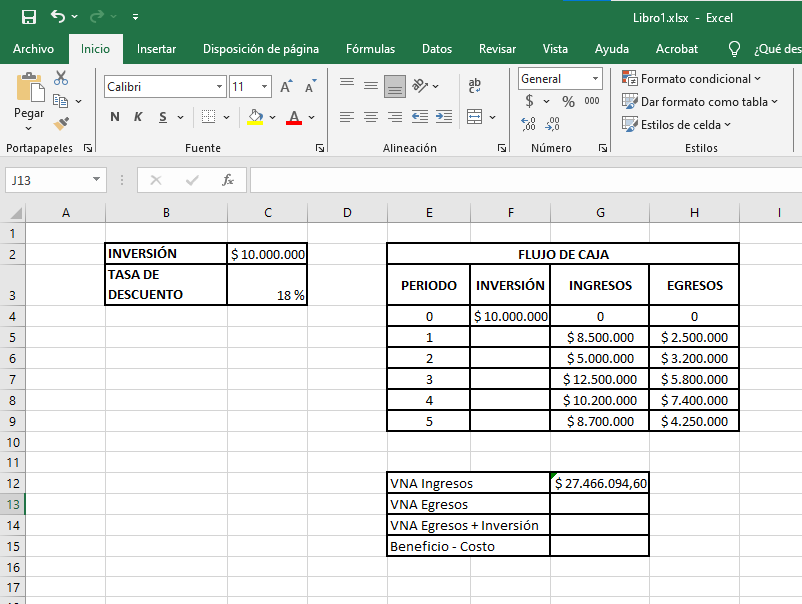 Libro1.xlsx - Excel
Archivo Inicio Insertar Disposición de página Fórmulas Datos Revisar Vista Ayuda Acrobat ¿Qué des
Pegar
Calibri 11
N K S
General
$ % 000
Formato condicional
Dar formato como tabla
Estilos de celda
Portapapeles Fuente Alineación Número Estilos
J13 fx
A B C D E F G H I
1
2 INVERSIÓN $ 10.000.000 FLUJO DE CAJA
3 TASA DE DESCUENTO 18 % PERIODO INVERSIÓN INGRESOS EGRESOS
4 0 $ 10.000.000 0 0
5 1 $ 8.500.000 $ 2.500.000
6 2 $ 5.000.000 $ 3.200.000
7 3 $ 12.500.000 $ 5.800.000
8 4 $ 10.200.000 $ 7.400.000
9 5 $ 8.700.000 $ 4.250.000
10
11
12 VNA Ingresos $ 27.466.094,60
13 VNA Egresos
14 VNA Egresos + Inversión
15 Beneficio - Costo
16
17